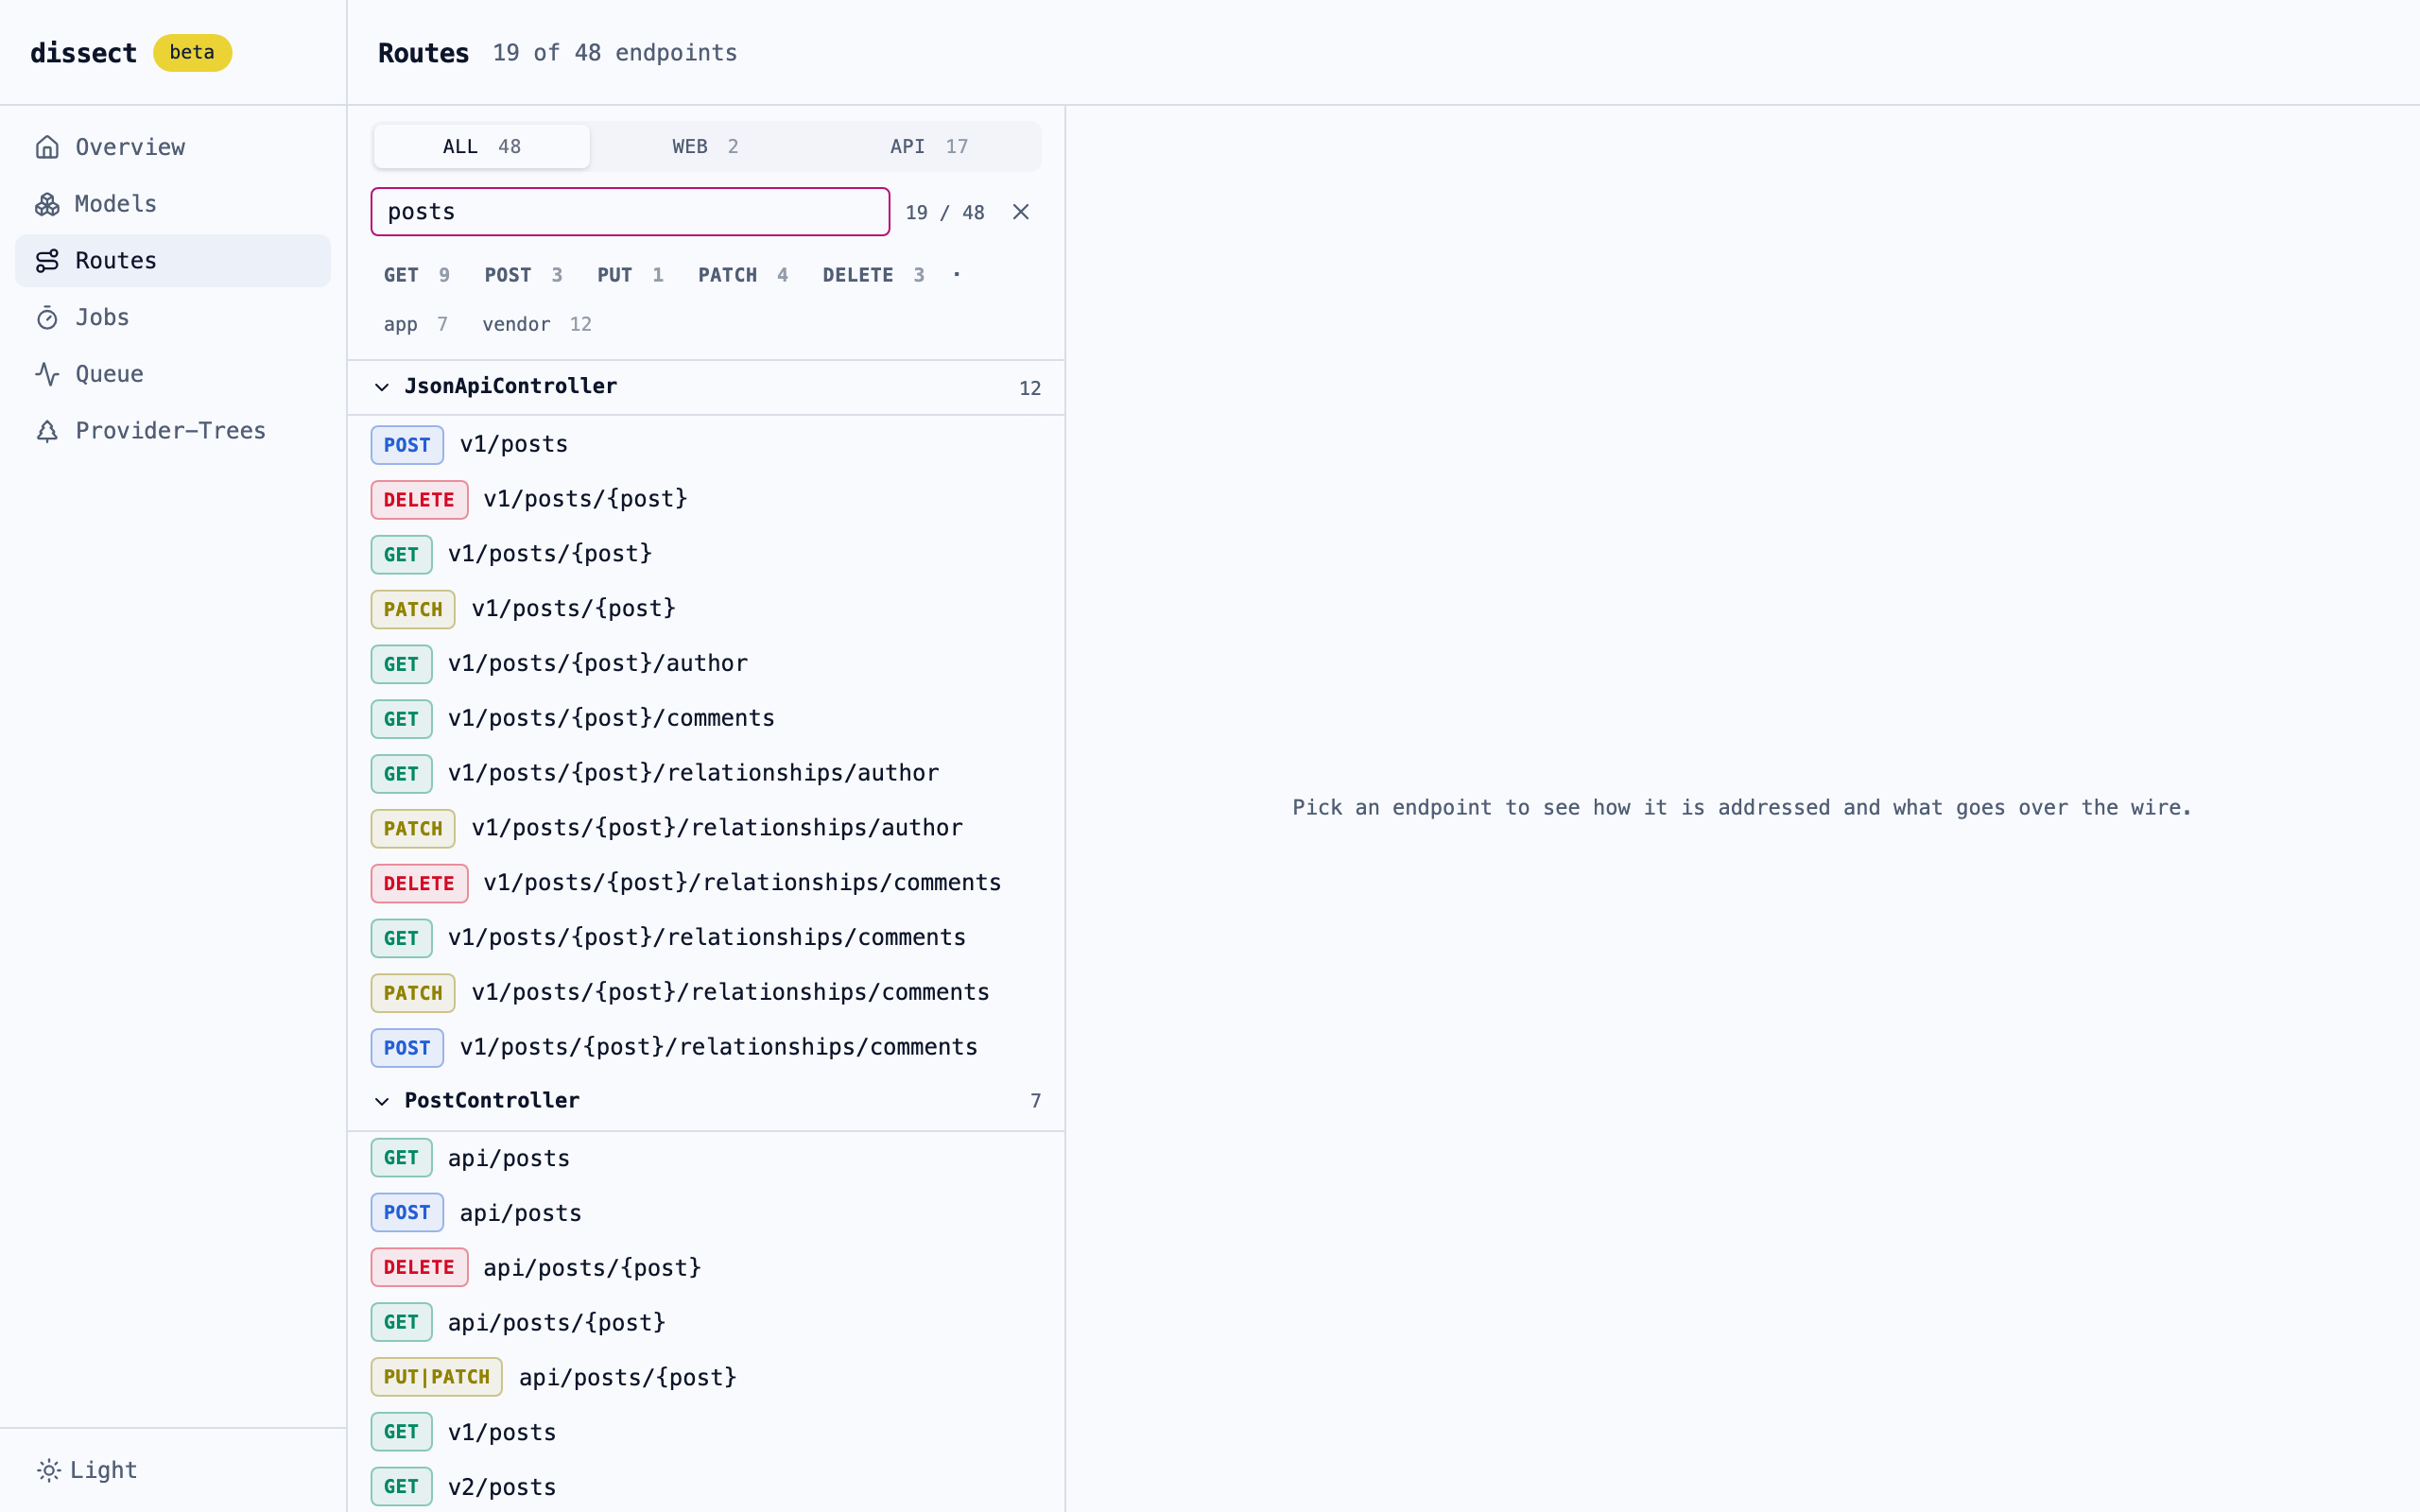 dissect beta
Routes 19 of 48 endpoints
Overview
Models
Routes
Jobs
Queue
Provider-Trees
Light
ALL 48 WEB 2 API 17
posts 19 / 48
GET 9 POST 3 PUT 1 PATCH 4 DELETE 3 ·
app 7 vendor 12
JsonApiController 12
POST v1/posts
DELETE v1/posts/{post}
GET v1/posts/{post}
PATCH v1/posts/{post}
GET v1/posts/{post}/author
GET v1/posts/{post}/comments
GET v1/posts/{post}/relationships/author
PATCH v1/posts/{post}/relationships/author
DELETE v1/posts/{post}/relationships/comments
GET v1/posts/{post}/relationships/comments
PATCH v1/posts/{post}/relationships/comments
POST v1/posts/{post}/relationships/comments
PostController 7
GET api/posts
POST api/posts
DELETE api/posts/{post}
GET api/posts/{post}
PUT|PATCH api/posts/{post}
GET v1/posts
GET v2/posts
Pick an endpoint to see how it is addressed and what goes over the wire.